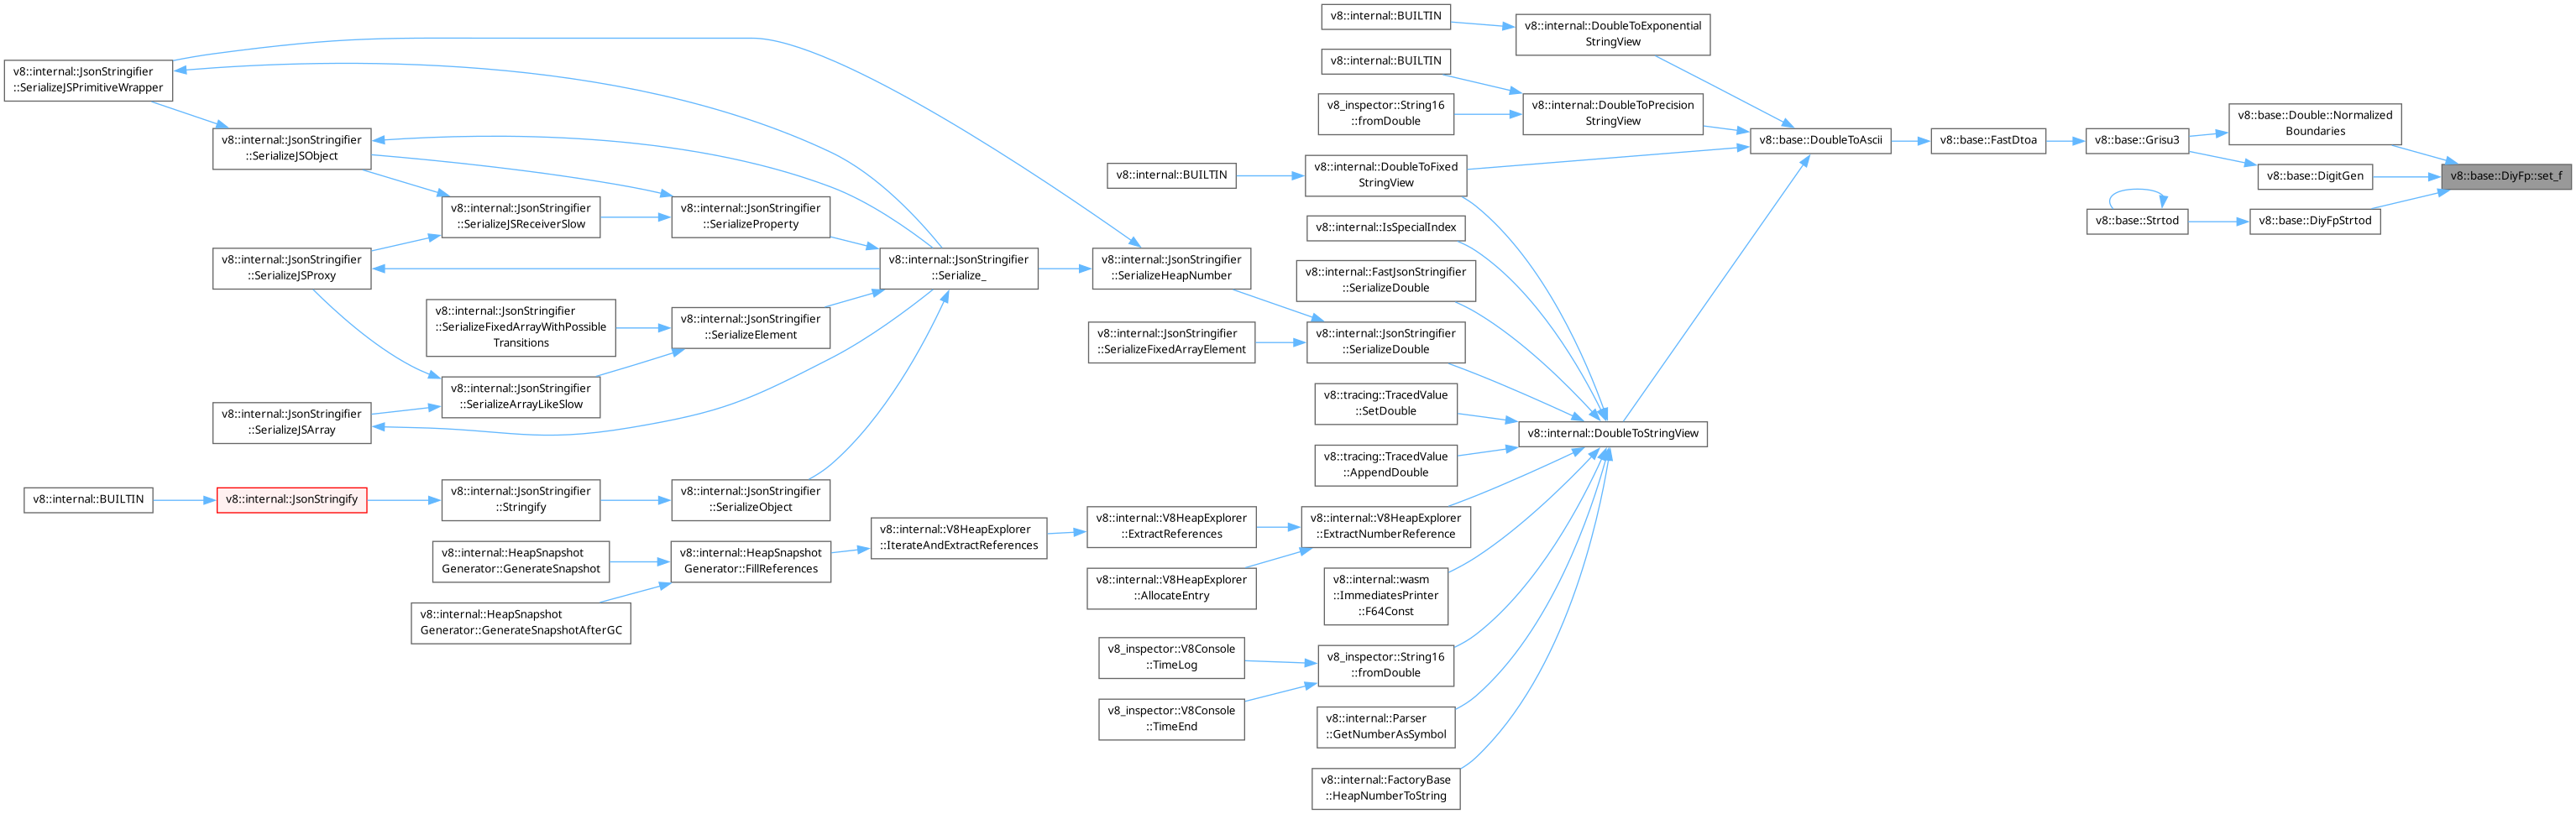 v8::internal::JsonStringifier
::SerializeJSPrimitiveWrapper
v8::internal::JsonStringifier
::SerializeJSObject
v8::internal::JsonStringifier
::SerializeJSReceiverSlow
v8::internal::JsonStringifier
::SerializeProperty
v8::internal::JsonStringifier
::SerializeJSProxy
v8::internal::JsonStringifier
::Serialize_
v8::internal::JsonStringifier
::SerializeHeapNumber
v8::internal::JsonStringifier
::SerializeFixedArrayWithPossible
Transitions
v8::internal::JsonStringifier
::SerializeElement
v8::internal::JsonStringifier
::SerializeArrayLikeSlow
v8::internal::JsonStringifier
::SerializeJSArray
v8::internal::BUILTIN
v8::internal::JsonStringify
v8::internal::JsonStringifier
::Stringify
v8::internal::JsonStringifier
::SerializeObject
v8::internal::HeapSnapshot
Generator::GenerateSnapshot
v8::internal::HeapSnapshot
Generator::GenerateSnapshotAfterGC
v8::internal::HeapSnapshot
Generator::FillReferences
v8::internal::V8HeapExplorer
::IterateAndExtractReferences
v8::internal::V8HeapExplorer
::ExtractReferences
v8::internal::V8HeapExplorer
::AllocateEntry
v8_inspector::V8Console
::TimeLog
v8_inspector::V8Console
::TimeEnd
v8::internal::BUILTIN
v8::internal::BUILTIN
v8_inspector::String16
::fromDouble
v8::internal::BUILTIN
v8::internal::DoubleToFixed
StringView
v8::internal::IsSpecialIndex
v8::internal::FastJsonStringifier
::SerializeDouble
v8::internal::JsonStringifier
::SerializeFixedArrayElement
v8::internal::JsonStringifier
::SerializeDouble
v8::tracing::TracedValue
::SetDouble
v8::tracing::TracedValue
::AppendDouble
v8::internal::V8HeapExplorer
::ExtractNumberReference
v8::internal::wasm
::ImmediatesPrinter
::F64Const
v8_inspector::String16
::fromDouble
v8::internal::Parser
::GetNumberAsSymbol
v8::internal::FactoryBase
::HeapNumberToString
v8::internal::DoubleToExponential
StringView
v8::internal::DoubleToPrecision
StringView
v8::internal::DoubleToStringView
v8::base::DoubleToAscii
v8::base::FastDtoa
v8::base::Grisu3
v8::base::Strtod
v8::base::Double::Normalized
Boundaries
v8::base::DigitGen
v8::base::DiyFpStrtod
v8::base::DiyFp::set_f